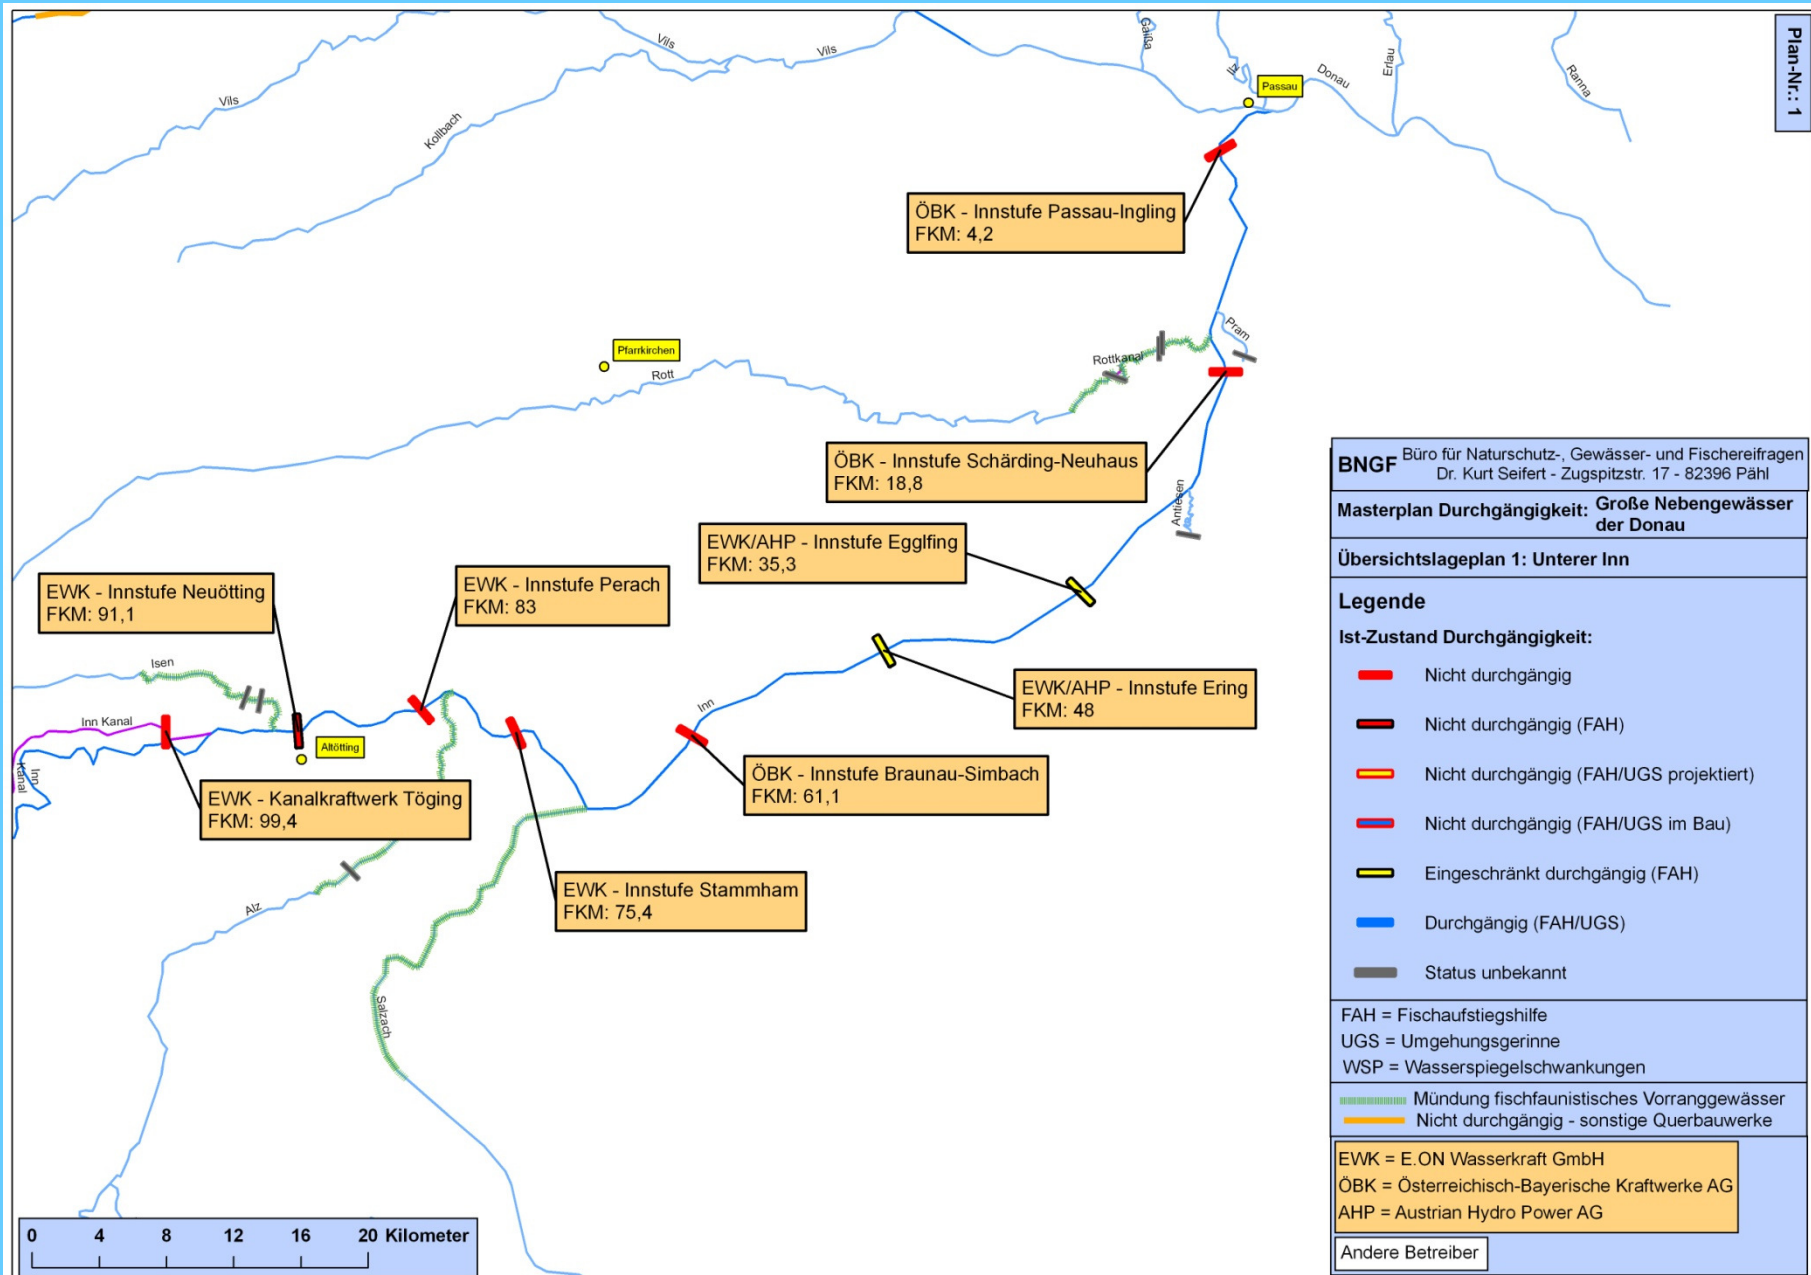 Plan-Nr.: 1
Vils
Vils
Vils
Kollbach
Gaißa
Ilz
Passau
Donau
Erlau
Ranna
ÖBK - Innstufe Passau-Ingling
FKM: 4,2
Pfarrkirchen
Rott
Rottkanal
Pram
ÖBK - Innstufe Schärding-Neuhaus
FKM: 18,8
Antiesen
EWK/AHP - Innstufe Egglfing
FKM: 35,3
EWK - Innstufe Neuötting
FKM: 91,1
EWK - Innstufe Perach
FKM: 83
Isen
Inn Kanal
Altötting
Inn
Kanal
Inn
EWK/AHP - Innstufe Ering
FKM: 48
EWK - Kanalkraftwerk Töging
FKM: 99,4
ÖBK - Innstufe Braunau-Simbach
FKM: 61,1
EWK - Innstufe Stammham
FKM: 75,4
Alz
Salzach
0 4 8 12 16 20 Kilometer
BNGF Büro für Naturschutz-, Gewässer- und Fischereifragen
Dr. Kurt Seifert - Zugspitzstr. 17 - 82396 Pähl
Masterplan Durchgängigkeit: Große Nebengewässer
der Donau
Übersichtslageplan 1: Unterer Inn
Legende
Ist-Zustand Durchgängigkeit:
Nicht durchgängig
Nicht durchgängig (FAH)
Nicht durchgängig (FAH/UGS projektiert)
Nicht durchgängig (FAH/UGS im Bau)
Eingeschränkt durchgängig (FAH)
Durchgängig (FAH/UGS)
Status unbekannt
FAH = Fischaufstiegshilfe
UGS = Umgehungsgerinne
WSP = Wasserspiegelschwankungen
Mündung fischfaunistisches Vorranggewässer
Nicht durchgängig - sonstige Querbauwerke
EWK = E.ON Wasserkraft GmbH
ÖBK = Österreichisch-Bayerische Kraftwerke AG
AHP = Austrian Hydro Power AG
Andere Betreiber